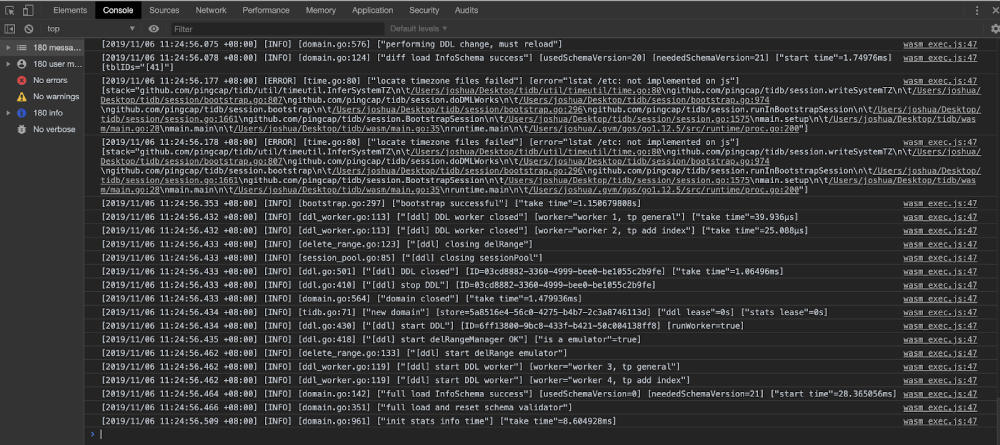 Elements Console Sources Network Performance Memory Application Security Audits
top Filter Default levels ▾
180 messa…
180 user m…
No errors
No warnings
180 info
No verbose
[2019/11/06 11:24:56.075 +08:00] [INFO] [domain.go:576] ["performing DDL change, must reload"] wasm_exec.js:47
[2019/11/06 11:24:56.078 +08:00] [INFO] [domain.go:124] ["diff load InfoSchema success"] [usedSchemaVersion=20] [neededSchemaVersion=21] ["start time"=1.74976ms] wasm_exec.js:47
[tblIDs="[41]"]
[2019/11/06 11:24:56.177 +08:00] [ERROR] [time.go:80] ["locate timezone files failed"] [error="lstat /etc: not implemented on js"] wasm_exec.js:47
[stack="github.com/pingcap/tidb/util/timeutil.InferSystemTZ\n\t/Users/joshua/Desktop/tidb/util/timeutil/time.go:80\ngithub.com/pingcap/tidb/session.writeSystemTZ\n\t/Users/joshua/
Desktop/tidb/session/bootstrap.go:807\ngithub.com/pingcap/tidb/session.doDMLWorks\n\t/Users/joshua/Desktop/tidb/session/bootstrap.go:974
\ngithub.com/pingcap/tidb/session.bootstrap\n\t/Users/joshua/Desktop/tidb/session/bootstrap.go:296\ngithub.com/pingcap/tidb/session.runInBootstrapSession\n\t/Users/joshua/Desktop/
tidb/session/session.go:1661\ngithub.com/pingcap/tidb/session.BootstrapSession\n\t/Users/joshua/Desktop/tidb/session/session.go:1575\nmain.setup\n\t/Users/joshua/Desktop/tidb/wasm/
main.go:28\nmain.main\n\t/Users/joshua/Desktop/tidb/wasm/main.go:35\nruntime.main\n\t/Users/joshua/.gvm/gos/go1.12.5/src/runtime/proc.go:200"]
[2019/11/06 11:24:56.178 +08:00] [ERROR] [time.go:80] ["locate timezone files failed"] [error="lstat /etc: not implemented on js"] wasm_exec.js:47
[stack="github.com/pingcap/tidb/util/timeutil.InferSystemTZ\n\t/Users/joshua/Desktop/tidb/util/timeutil/time.go:80\ngithub.com/pingcap/tidb/session.writeSystemTZ\n\t/Users/joshua/
Desktop/tidb/session/bootstrap.go:807\ngithub.com/pingcap/tidb/session.doDMLWorks\n\t/Users/joshua/Desktop/tidb/session/bootstrap.go:974
\ngithub.com/pingcap/tidb/session.bootstrap\n\t/Users/joshua/Desktop/tidb/session/bootstrap.go:296\ngithub.com/pingcap/tidb/session.runInBootstrapSession\n\t/Users/joshua/Desktop/
tidb/session/session.go:1661\ngithub.com/pingcap/tidb/session.BootstrapSession\n\t/Users/joshua/Desktop/tidb/session/session.go:1575\nmain.setup\n\t/Users/joshua/Desktop/tidb/wasm/
main.go:28\nmain.main\n\t/Users/joshua/Desktop/tidb/wasm/main.go:35\nruntime.main\n\t/Users/joshua/.gvm/gos/go1.12.5/src/runtime/proc.go:200"]
[2019/11/06 11:24:56.353 +08:00] [INFO] [bootstrap.go:297] ["bootstrap successful"] ["take time"=1.150679808s] wasm_exec.js:47
[2019/11/06 11:24:56.432 +08:00] [INFO] [ddl_worker.go:113] ["[ddl] DDL worker closed"] [worker="worker 1, tp general"] ["take time"=39.936µs] wasm_exec.js:47
[2019/11/06 11:24:56.432 +08:00] [INFO] [ddl_worker.go:113] ["[ddl] DDL worker closed"] [worker="worker 2, tp add index"] ["take time"=25.088µs] wasm_exec.js:47
[2019/11/06 11:24:56.433 +08:00] [INFO] [delete_range.go:123] ["[ddl] closing delRange"] wasm_exec.js:47
[2019/11/06 11:24:56.433 +08:00] [INFO] [session_pool.go:85] ["[ddl] closing sessionPool"] wasm_exec.js:47
[2019/11/06 11:24:56.433 +08:00] [INFO] [ddl.go:501] ["[ddl] DDL closed"] [ID=03cd8882-3360-4999-bee0-be1055c2b9fe] ["take time"=1.06496ms] wasm_exec.js:47
[2019/11/06 11:24:56.433 +08:00] [INFO] [ddl.go:410] ["[ddl] stop DDL"] [ID=03cd8882-3360-4999-bee0-be1055c2b9fe] wasm_exec.js:47
[2019/11/06 11:24:56.433 +08:00] [INFO] [domain.go:564] ["domain closed"] ["take time"=1.479936ms] wasm_exec.js:47
[2019/11/06 11:24:56.434 +08:00] [INFO] [tidb.go:71] ["new domain"] [store=5a8516e4-56c0-4275-b4b7-2c3a8746113d] ["ddl lease"=0s] ["stats lease"=0s] wasm_exec.js:47
[2019/11/06 11:24:56.434 +08:00] [INFO] [ddl.go:430] ["[ddl] start DDL"] [ID=6ff13800-9bc8-433f-b421-50c004138ff8] [runWorker=true] wasm_exec.js:47
[2019/11/06 11:24:56.435 +08:00] [INFO] [ddl.go:418] ["[ddl] start delRangeManager OK"] ["is a emulator"=true] wasm_exec.js:47
[2019/11/06 11:24:56.462 +08:00] [INFO] [delete_range.go:133] ["[ddl] start delRange emulator"] wasm_exec.js:47
[2019/11/06 11:24:56.462 +08:00] [INFO] [ddl_worker.go:119] ["[ddl] start DDL worker"] [worker="worker 3, tp general"] wasm_exec.js:47
[2019/11/06 11:24:56.462 +08:00] [INFO] [ddl_worker.go:119] ["[ddl] start DDL worker"] [worker="worker 4, tp add index"] wasm_exec.js:47
[2019/11/06 11:24:56.464 +08:00] [INFO] [domain.go:142] ["full load InfoSchema success"] [usedSchemaVersion=0] [neededSchemaVersion=21] ["start time"=28.365056ms] wasm_exec.js:47
[2019/11/06 11:24:56.466 +08:00] [INFO] [domain.go:351] ["full load and reset schema validator"] wasm_exec.js:47
[2019/11/06 11:24:56.509 +08:00] [INFO] [domain.go:961] ["init stats info time"] ["take time"=8.604928ms] wasm_exec.js:47